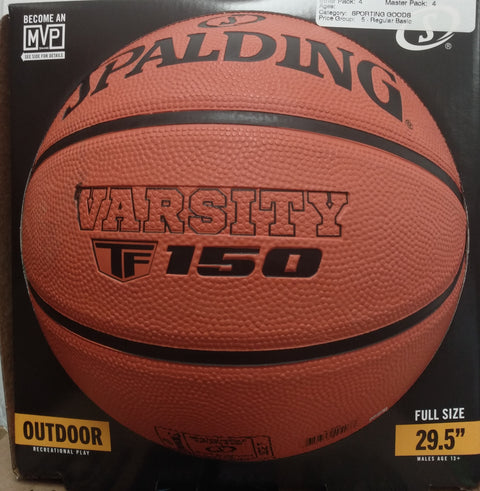 BECOME AN
MVP
SEE SIDE FOR DETAILS
Pack: 4 Master Pack: 4
Ages:
Category: SPORTING GOODS
Price Group: 5 - Regular Basic
®
SPALDING®
VARSITY
TF 150
OUTDOOR
RECREATIONAL PLAY
FULL SIZE
29.5"
MALES AGE 13+